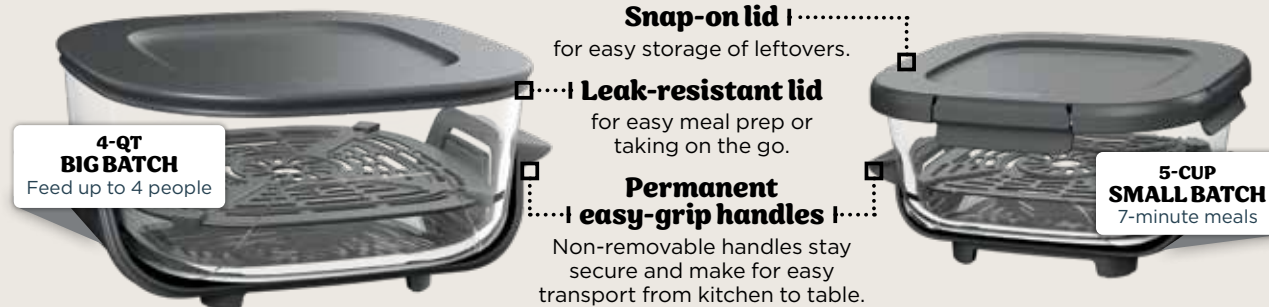 Snap-on lid
for easy storage of leftovers.
Leak-resistant lid
for easy meal prep or
taking on the go.
4-QT
BIG BATCH
Feed up to 4 people
Permanent
easy-grip handles
Non-removable handles stay
secure and make for easy
transport from kitchen to table.
5-CUP
SMALL BATCH
7-minute meals